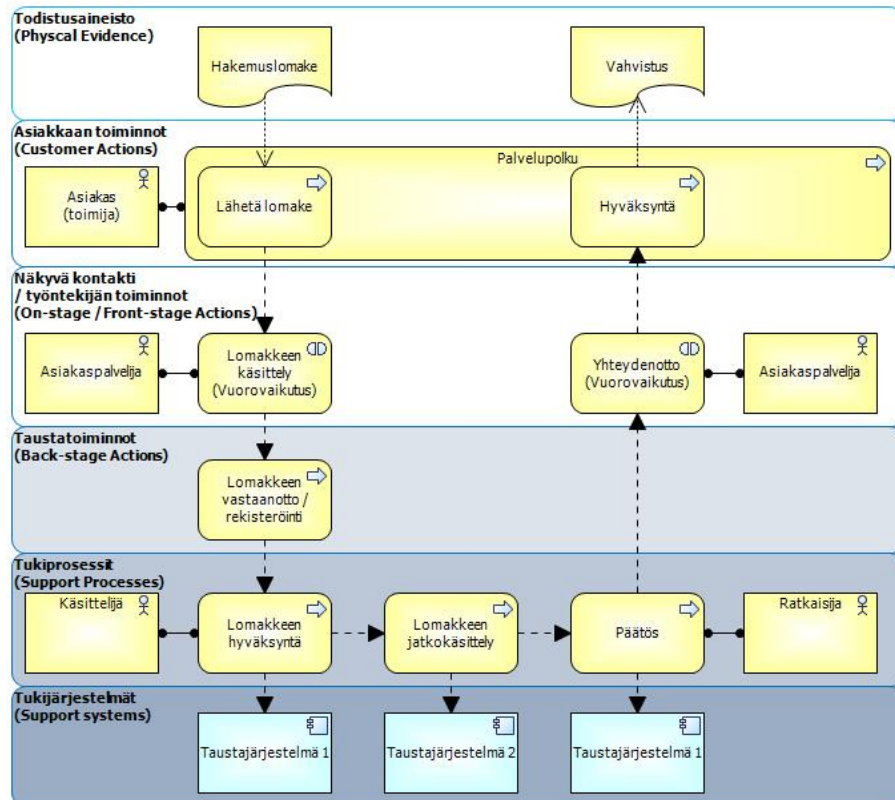 Todistusaineisto
(Physcal Evidence)
Hakemuslomake
Vahvistus
Asiakkaan toiminnot
(Customer Actions)
Palvelupolku
Asiakas
(toimija)
Lähetä lomake
Hyväksyntä
Näkyvä kontakti
/ työntekijän toiminnot
(On-stage / Front-stage Actions)
Asiakaspalvelija
Lomakkeen
käsittely
(Vuorovaikutus)
Yhteydenotto
(Vuorovaikutus)
Asiakaspalvelija
Taustatoiminnot
(Back-stage Actions)
Lomakkeen
vastaanotto /
rekisteröinti
Tukiprosessit
(Support Processes)
Käsittelijä
Lomakkeen
hyväksyntä
Lomakkeen
jatkokäsittely
Päätös
Ratkaisija
Tukijärjestelmät
(Support systems)
Taustajärjestelmä 1
Taustajärjestelmä 2
Taustajärjestelmä 1